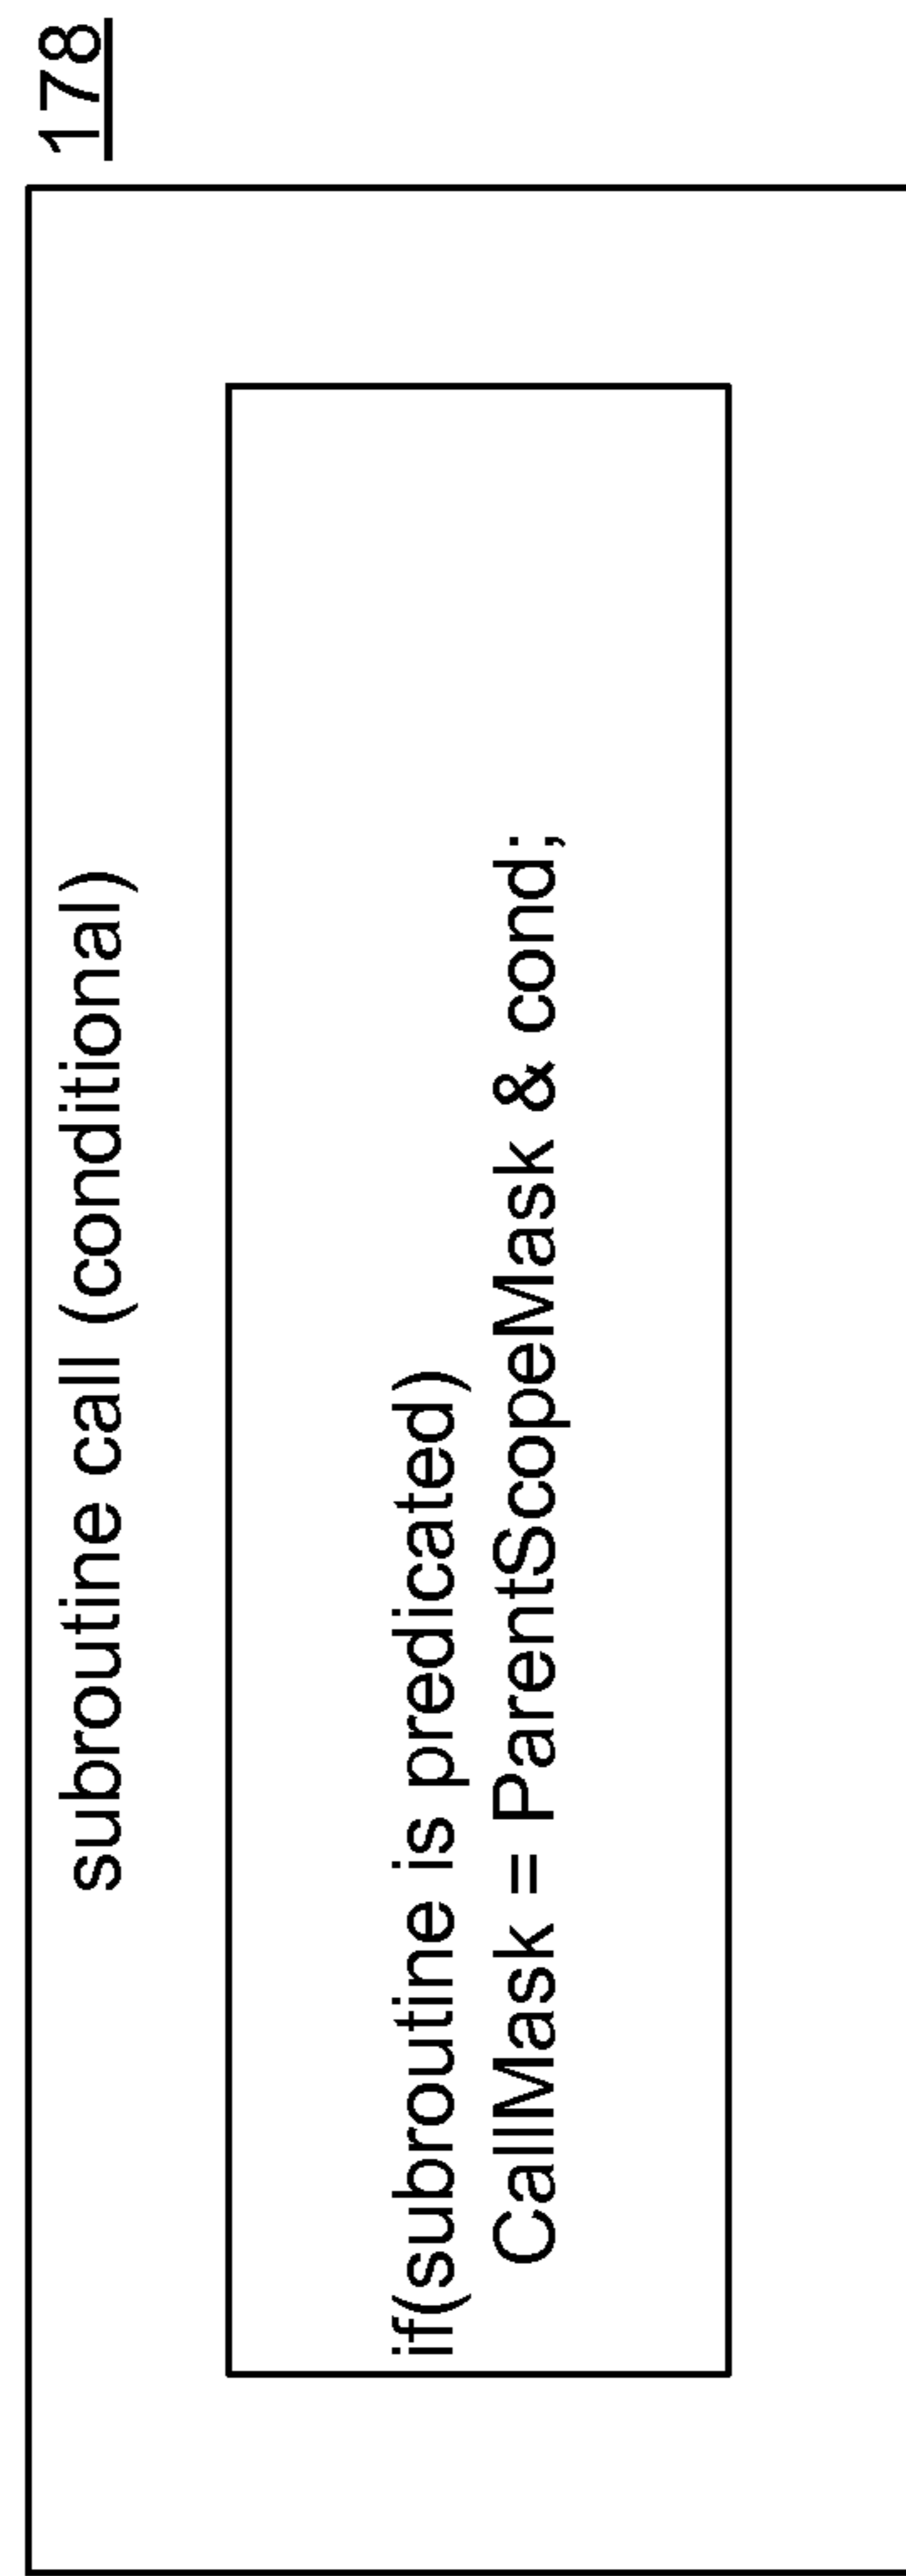 178
subroutine call (conditional)
if(subroutine is predicated)
CallMask = ParentScopeMask & cond;